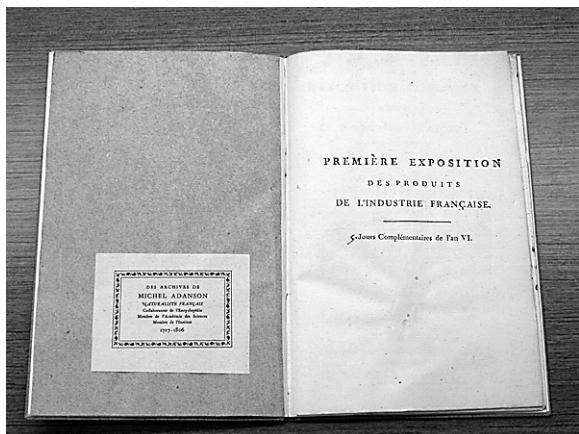 DES ARCHIVES DE
MICHEL ADANSON
NATURALISTE FRANÇAIS
Collaborateur de l'Encyclopédie
Membre de l'Académie des Sciences
Membre de l'Institut
1727-1806
PREMIÈRE EXPOSITION
DES PRODUITS
DE L'INDUSTRIE FRANÇAISE.
5. Jours Complémentaires de l'an VI.